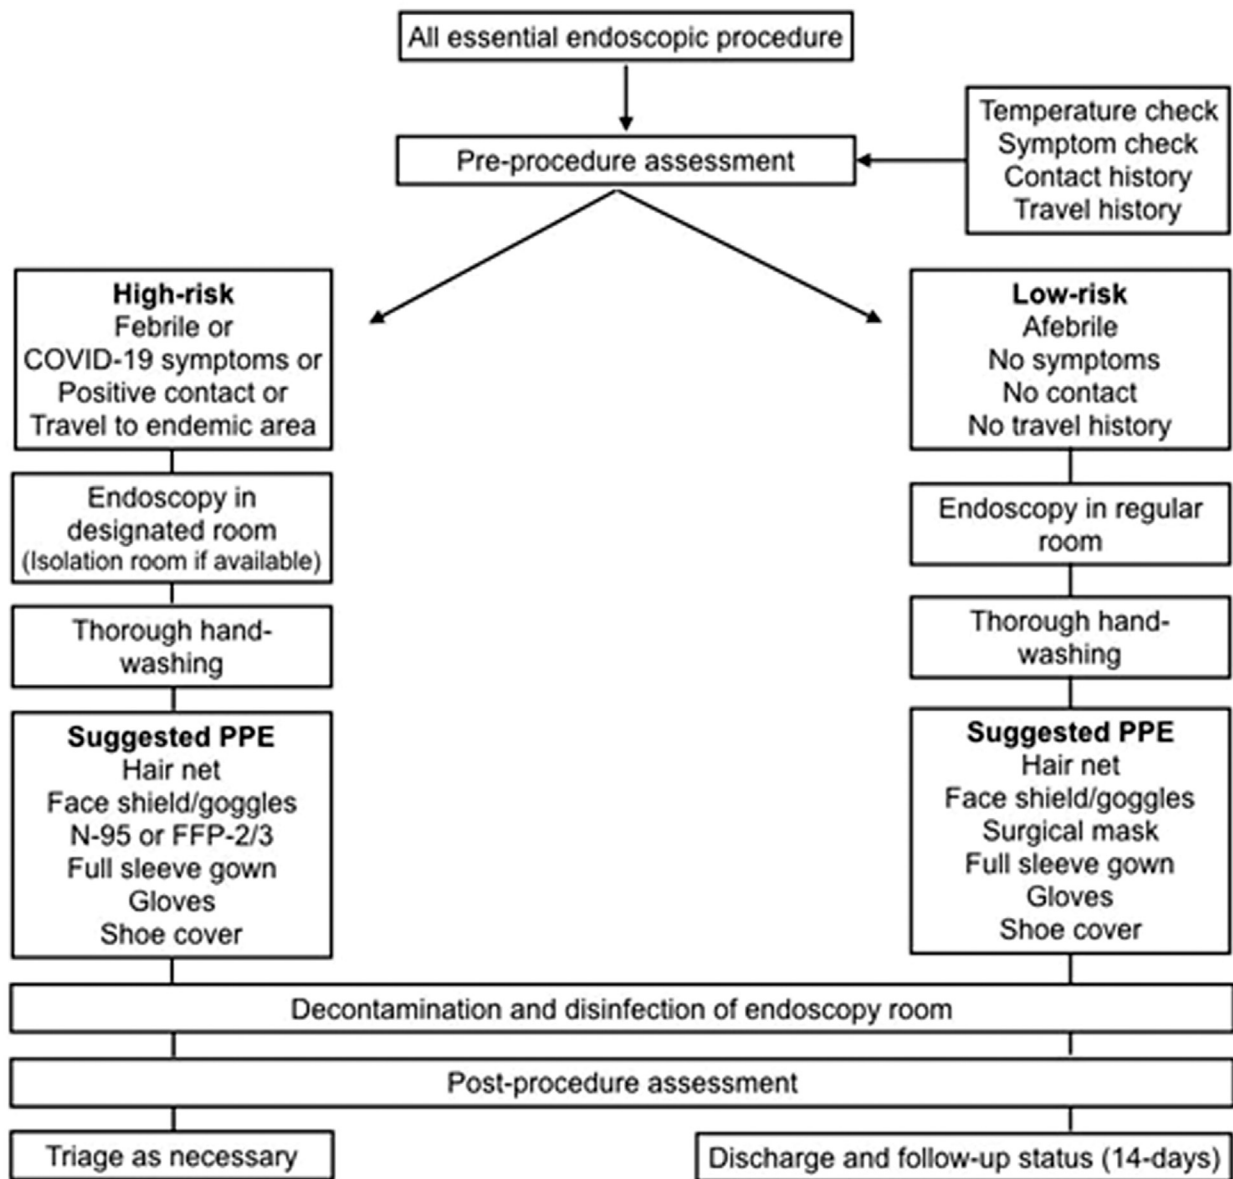 All essential endoscopic procedure
Pre-procedure assessment
Temperature check
Symptom check
Contact history
Travel history
High-risk
Febrile or
COVID-19 symptoms or
Positive contact or
Travel to endemic area
Low-risk
Afebrile
No symptoms
No contact
No travel history
Endoscopy in
designated room
(Isolation room if available)
Endoscopy in regular
room
Thorough hand-
washing
Thorough hand-
washing
Suggested PPE
Hair net
Face shield/goggles
N-95 or FFP-2/3
Full sleeve gown
Gloves
Shoe cover
Suggested PPE
Hair net
Face shield/goggles
Surgical mask
Full sleeve gown
Gloves
Shoe cover
Decontamination and disinfection of endoscopy room
Post-procedure assessment
Triage as necessary
Discharge and follow-up status (14-days)